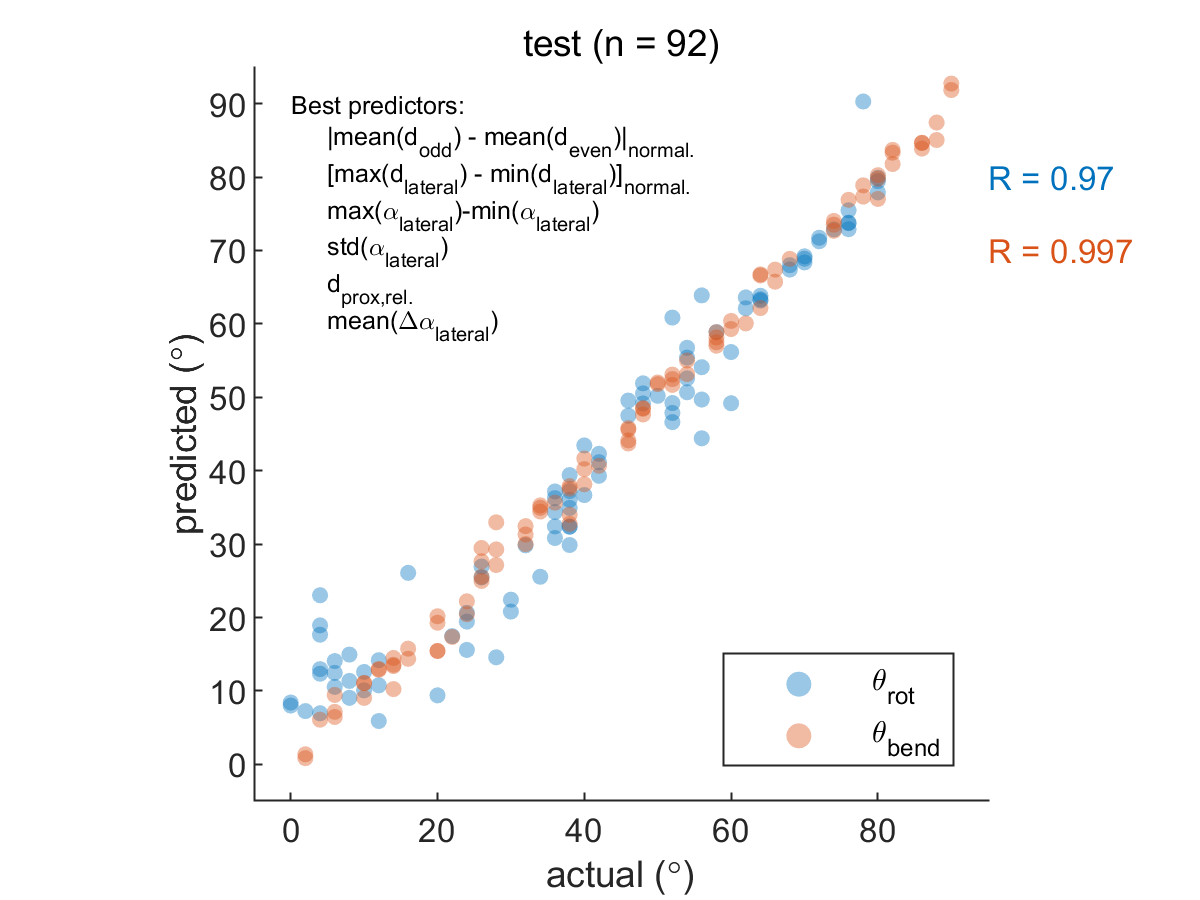 test (n = 92)
Best predictors:
|mean(d_odd) - mean(d_even)|_normal.
[max(d_lateral) - min(d_lateral)]_normal.
max(α_lateral)-min(α_lateral)
std(α_lateral)
d_prox,rel.
mean(Δα_lateral)
R = 0.97
R = 0.997
predicted (°)
90
80
70
60
50
40
30
20
10
0
0 20 40 60 80
actual (°)
θ_rot
θ_bend